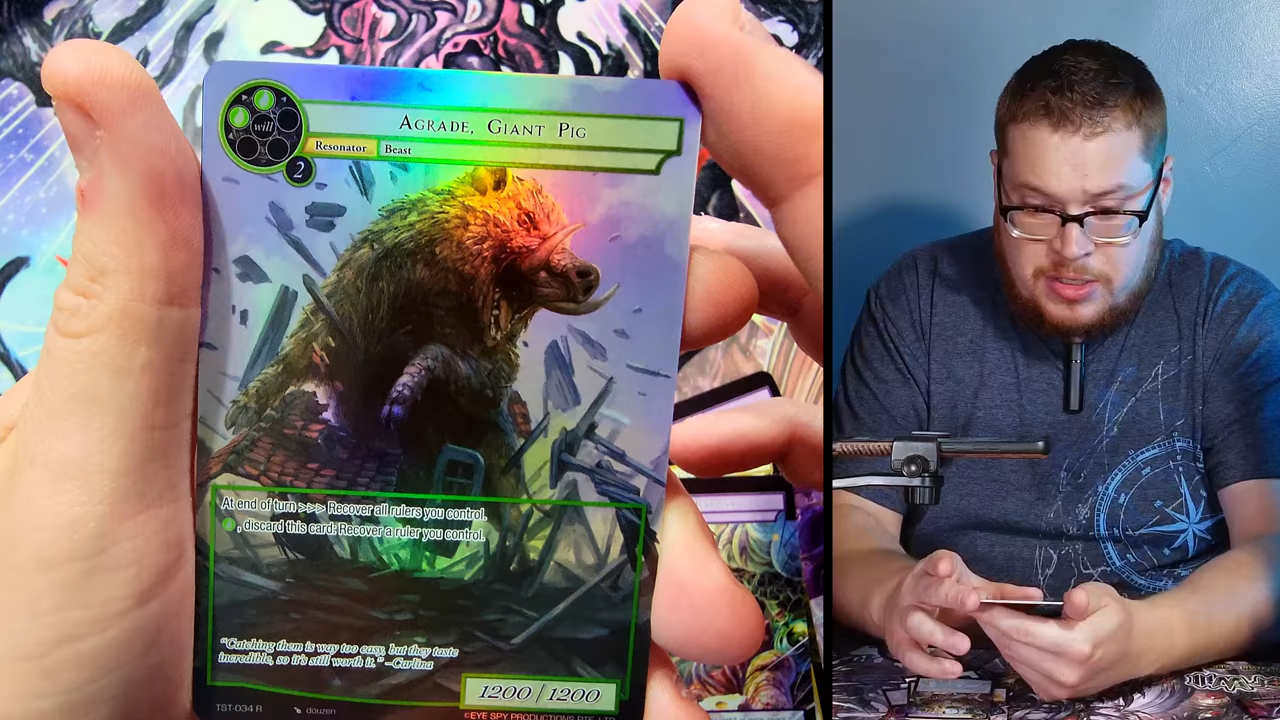 AGRADE, GIANT PIG
will
Resonator Beast
2
At end of turn >>> Recover all rulers you control.
, discard this card: Recover a ruler you control.
"Catching them is way too easy, but they taste
incredible, so it's still worth it." –Carlina
1200 / 1200
TST-034 R douzen
©EYE SPY PRODUCTIONS PTE. LTD.